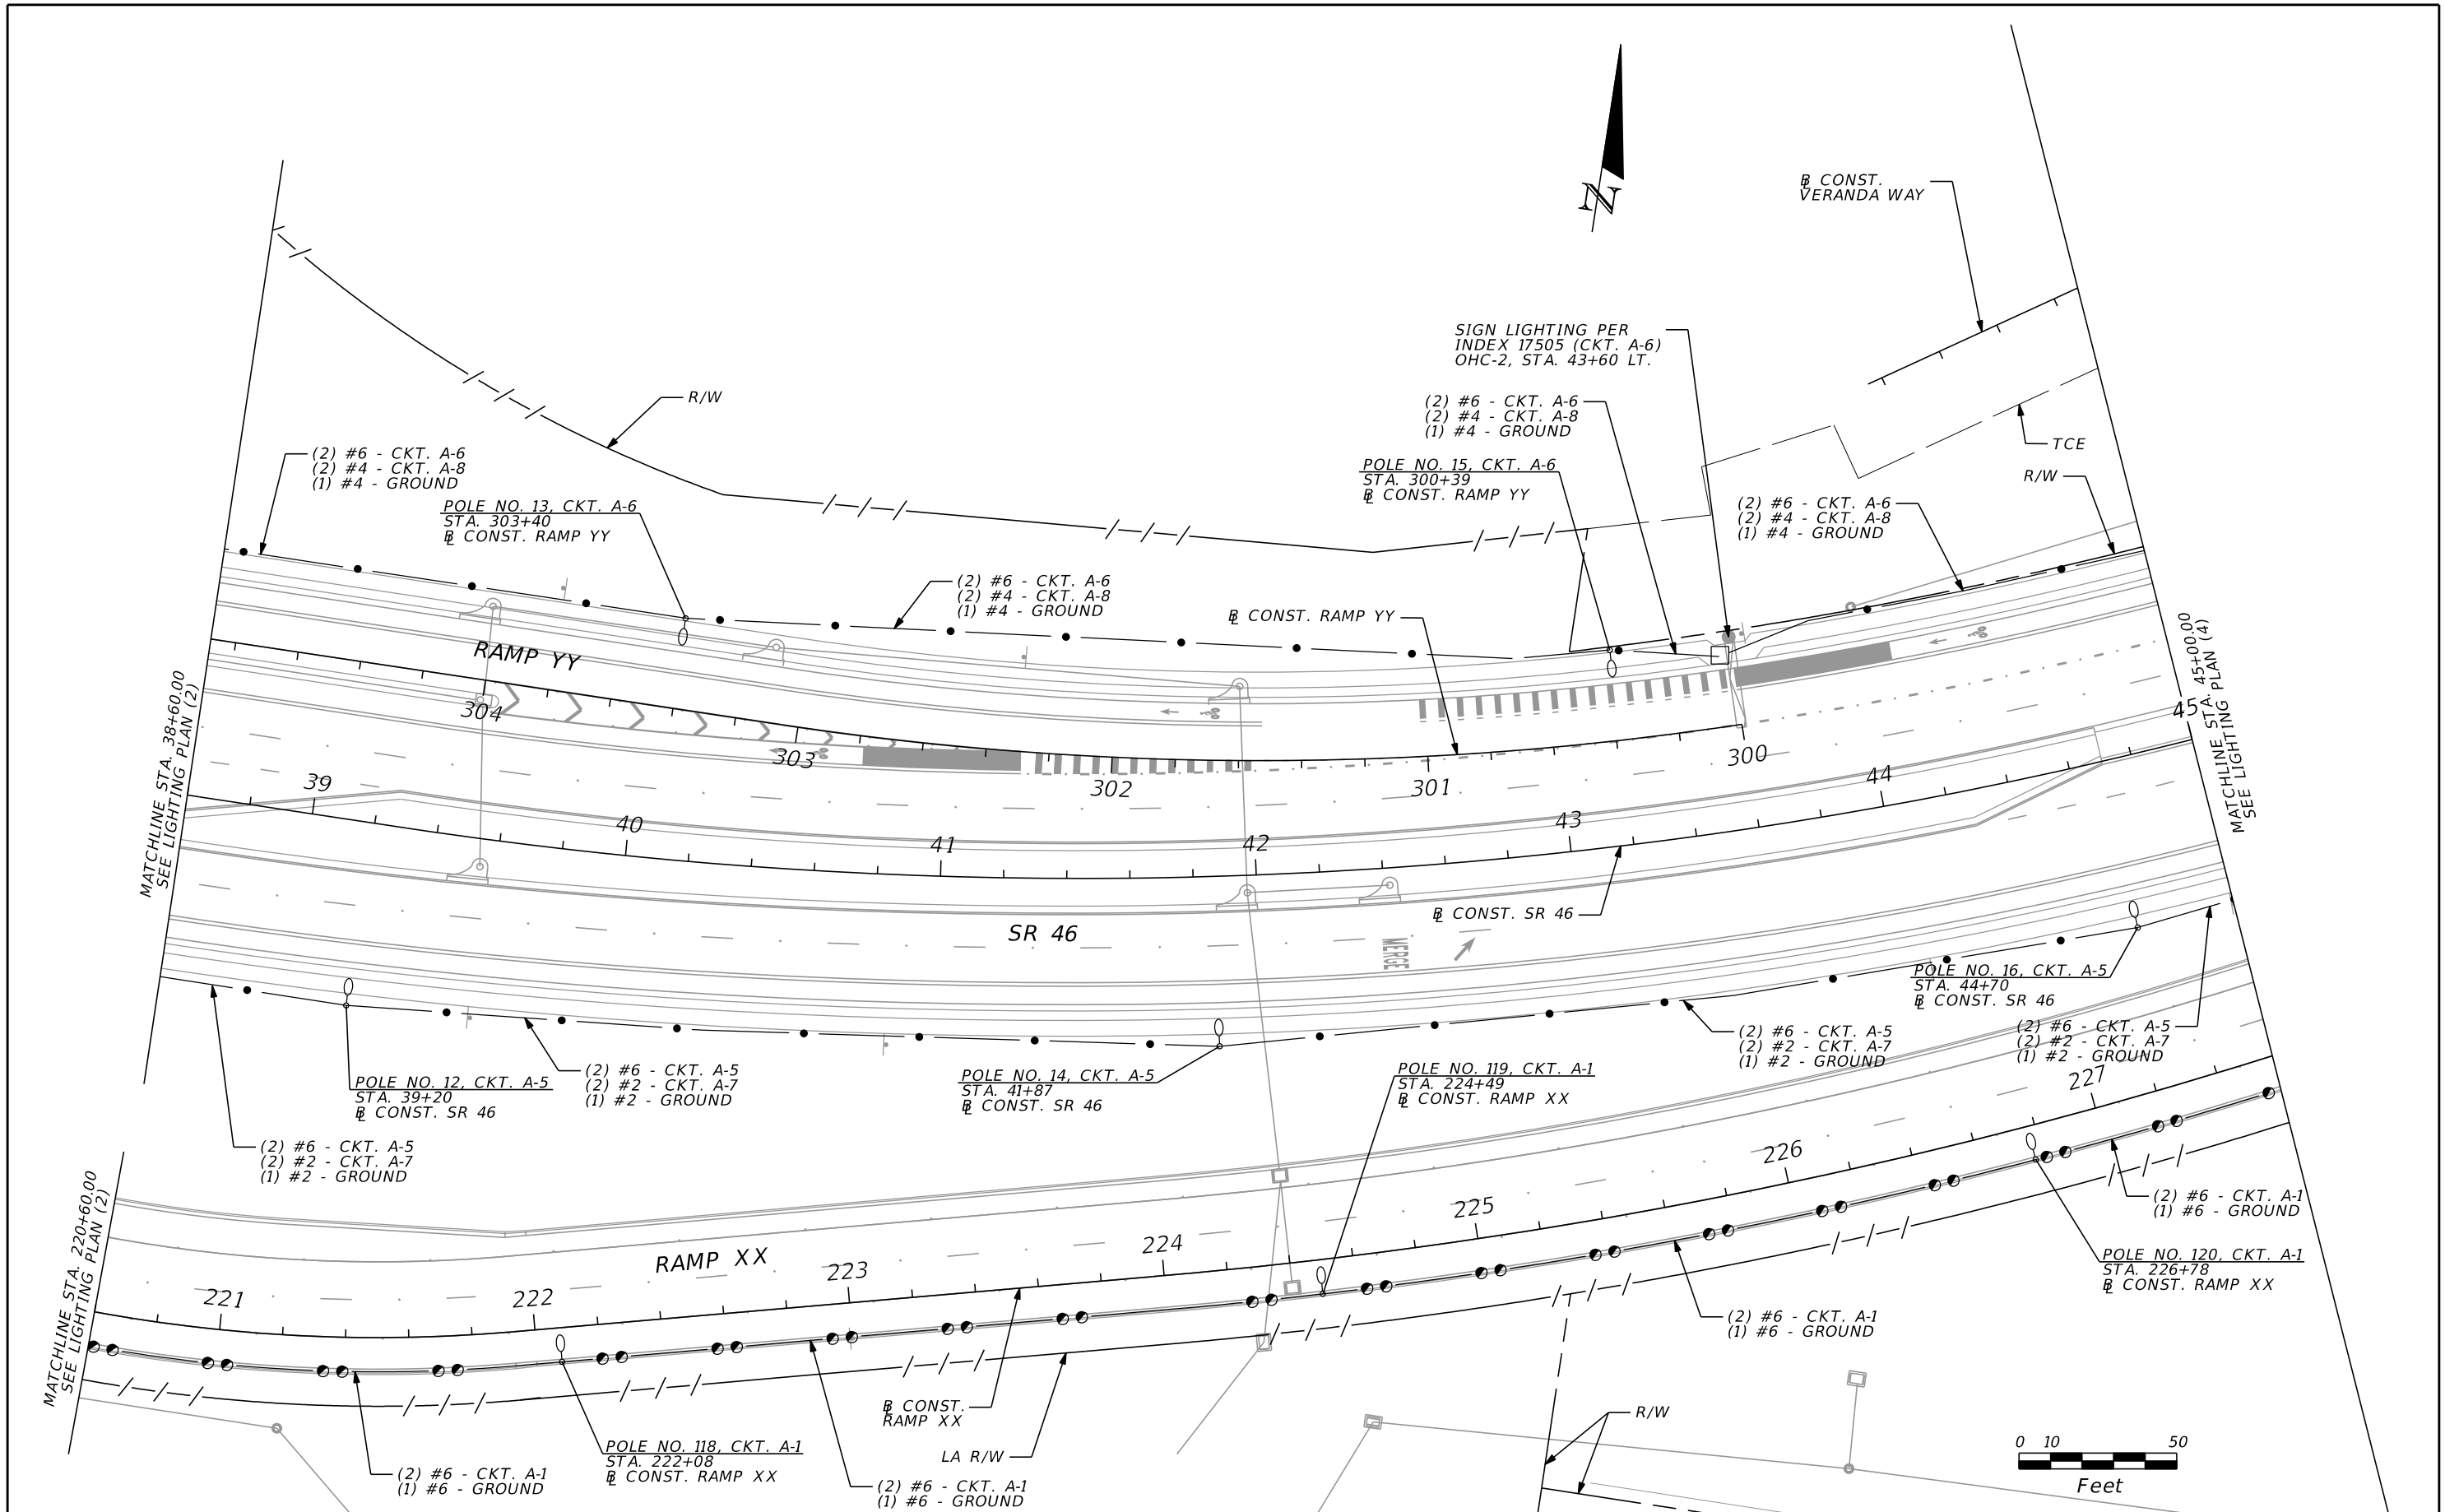 N
℄ CONST.
VERANDA WAY
SIGN LIGHTING PER
INDEX 17505 (CKT. A-6)
OHC-2, STA. 43+60 LT.
R/W
(2) #6 - CKT. A-6
(2) #4 - CKT. A-8
(1) #4 - GROUND
TCE
(2) #6 - CKT. A-6
(2) #4 - CKT. A-8
(1) #4 - GROUND
POLE NO. 15, CKT. A-6
STA. 300+39
℄ CONST. RAMP YY
R/W
POLE NO. 13, CKT. A-6
STA. 303+40
℄ CONST. RAMP YY
(2) #6 - CKT. A-6
(2) #4 - CKT. A-8
(1) #4 - GROUND
(2) #6 - CKT. A-6
(2) #4 - CKT. A-8
(1) #4 - GROUND
℄ CONST. RAMP YY
RAMP YY
304
303
302
301
300
MATCHLINE STA. 38+60.00
SEE LIGHTING PLAN (2)
MATCHLINE STA. 45+00.00
SEE LIGHTING PLAN (4)
39
40
41
42
43
44
45
℄ CONST. SR 46
SR 46
MERGE
POLE NO. 16, CKT. A-5
STA. 44+70
℄ CONST. SR 46
(2) #6 - CKT. A-5
(2) #2 - CKT. A-7
(1) #2 - GROUND
(2) #6 - CKT. A-5
(2) #2 - CKT. A-7
(1) #2 - GROUND
POLE NO. 12, CKT. A-5
STA. 39+20
℄ CONST. SR 46
(2) #6 - CKT. A-5
(2) #2 - CKT. A-7
(1) #2 - GROUND
POLE NO. 14, CKT. A-5
STA. 41+87
℄ CONST. SR 46
POLE NO. 119, CKT. A-1
STA. 224+49
℄ CONST. RAMP XX
(2) #6 - CKT. A-5
(2) #2 - CKT. A-7
(1) #2 - GROUND
MATCHLINE STA. 220+60.00
SEE LIGHTING PLAN (2)
RAMP XX
221
222
223
224
225
226
227
(2) #6 - CKT. A-1
(1) #6 - GROUND
POLE NO. 120, CKT. A-1
STA. 226+78
℄ CONST. RAMP XX
(2) #6 - CKT. A-1
(1) #6 - GROUND
℄ CONST.
RAMP XX
R/W
LA R/W
POLE NO. 118, CKT. A-1
STA. 222+08
℄ CONST. RAMP XX
(2) #6 - CKT. A-1
(1) #6 - GROUND
(2) #6 - CKT. A-1
(1) #6 - GROUND
0 10 50
Feet